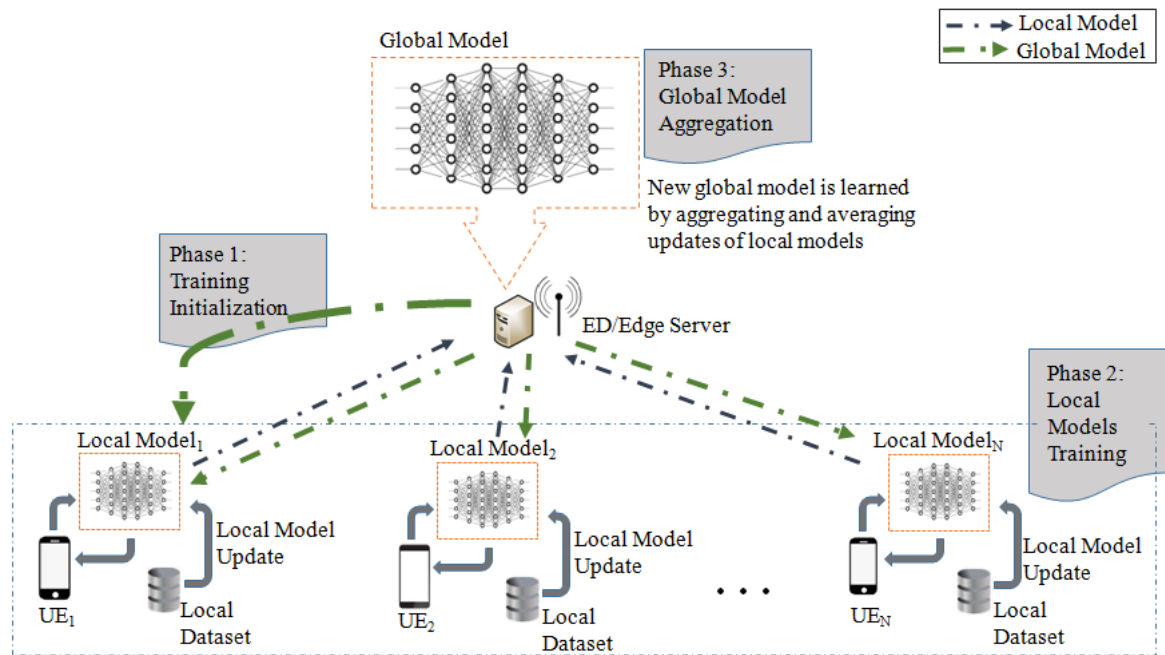 Local Model
Global Model
Global Model
Phase 3:
Global Model
Aggregation
New global model is learned
by aggregating and averaging
updates of local models
Phase 1:
Training
Initialization
ED/Edge Server
Phase 2:
Local
Models
Training
Local Model₁
Local Model
Update
UE₁
Local
Dataset
Local Model₂
Local Model
Update
UE₂
Local
Dataset
Local Model_N
Local Model
Update
UE_N
Local
Dataset